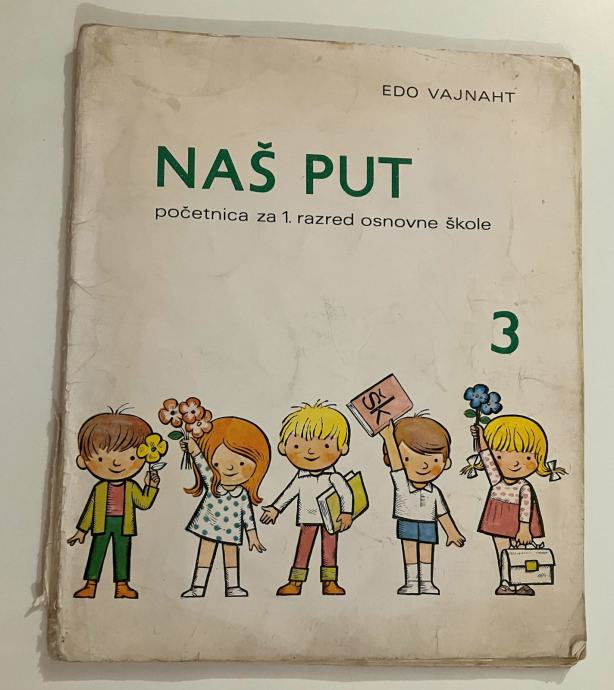 EDO VAJNAHT
NAŠ PUT
početnica za 1. razred osnovne škole
3
ŠK